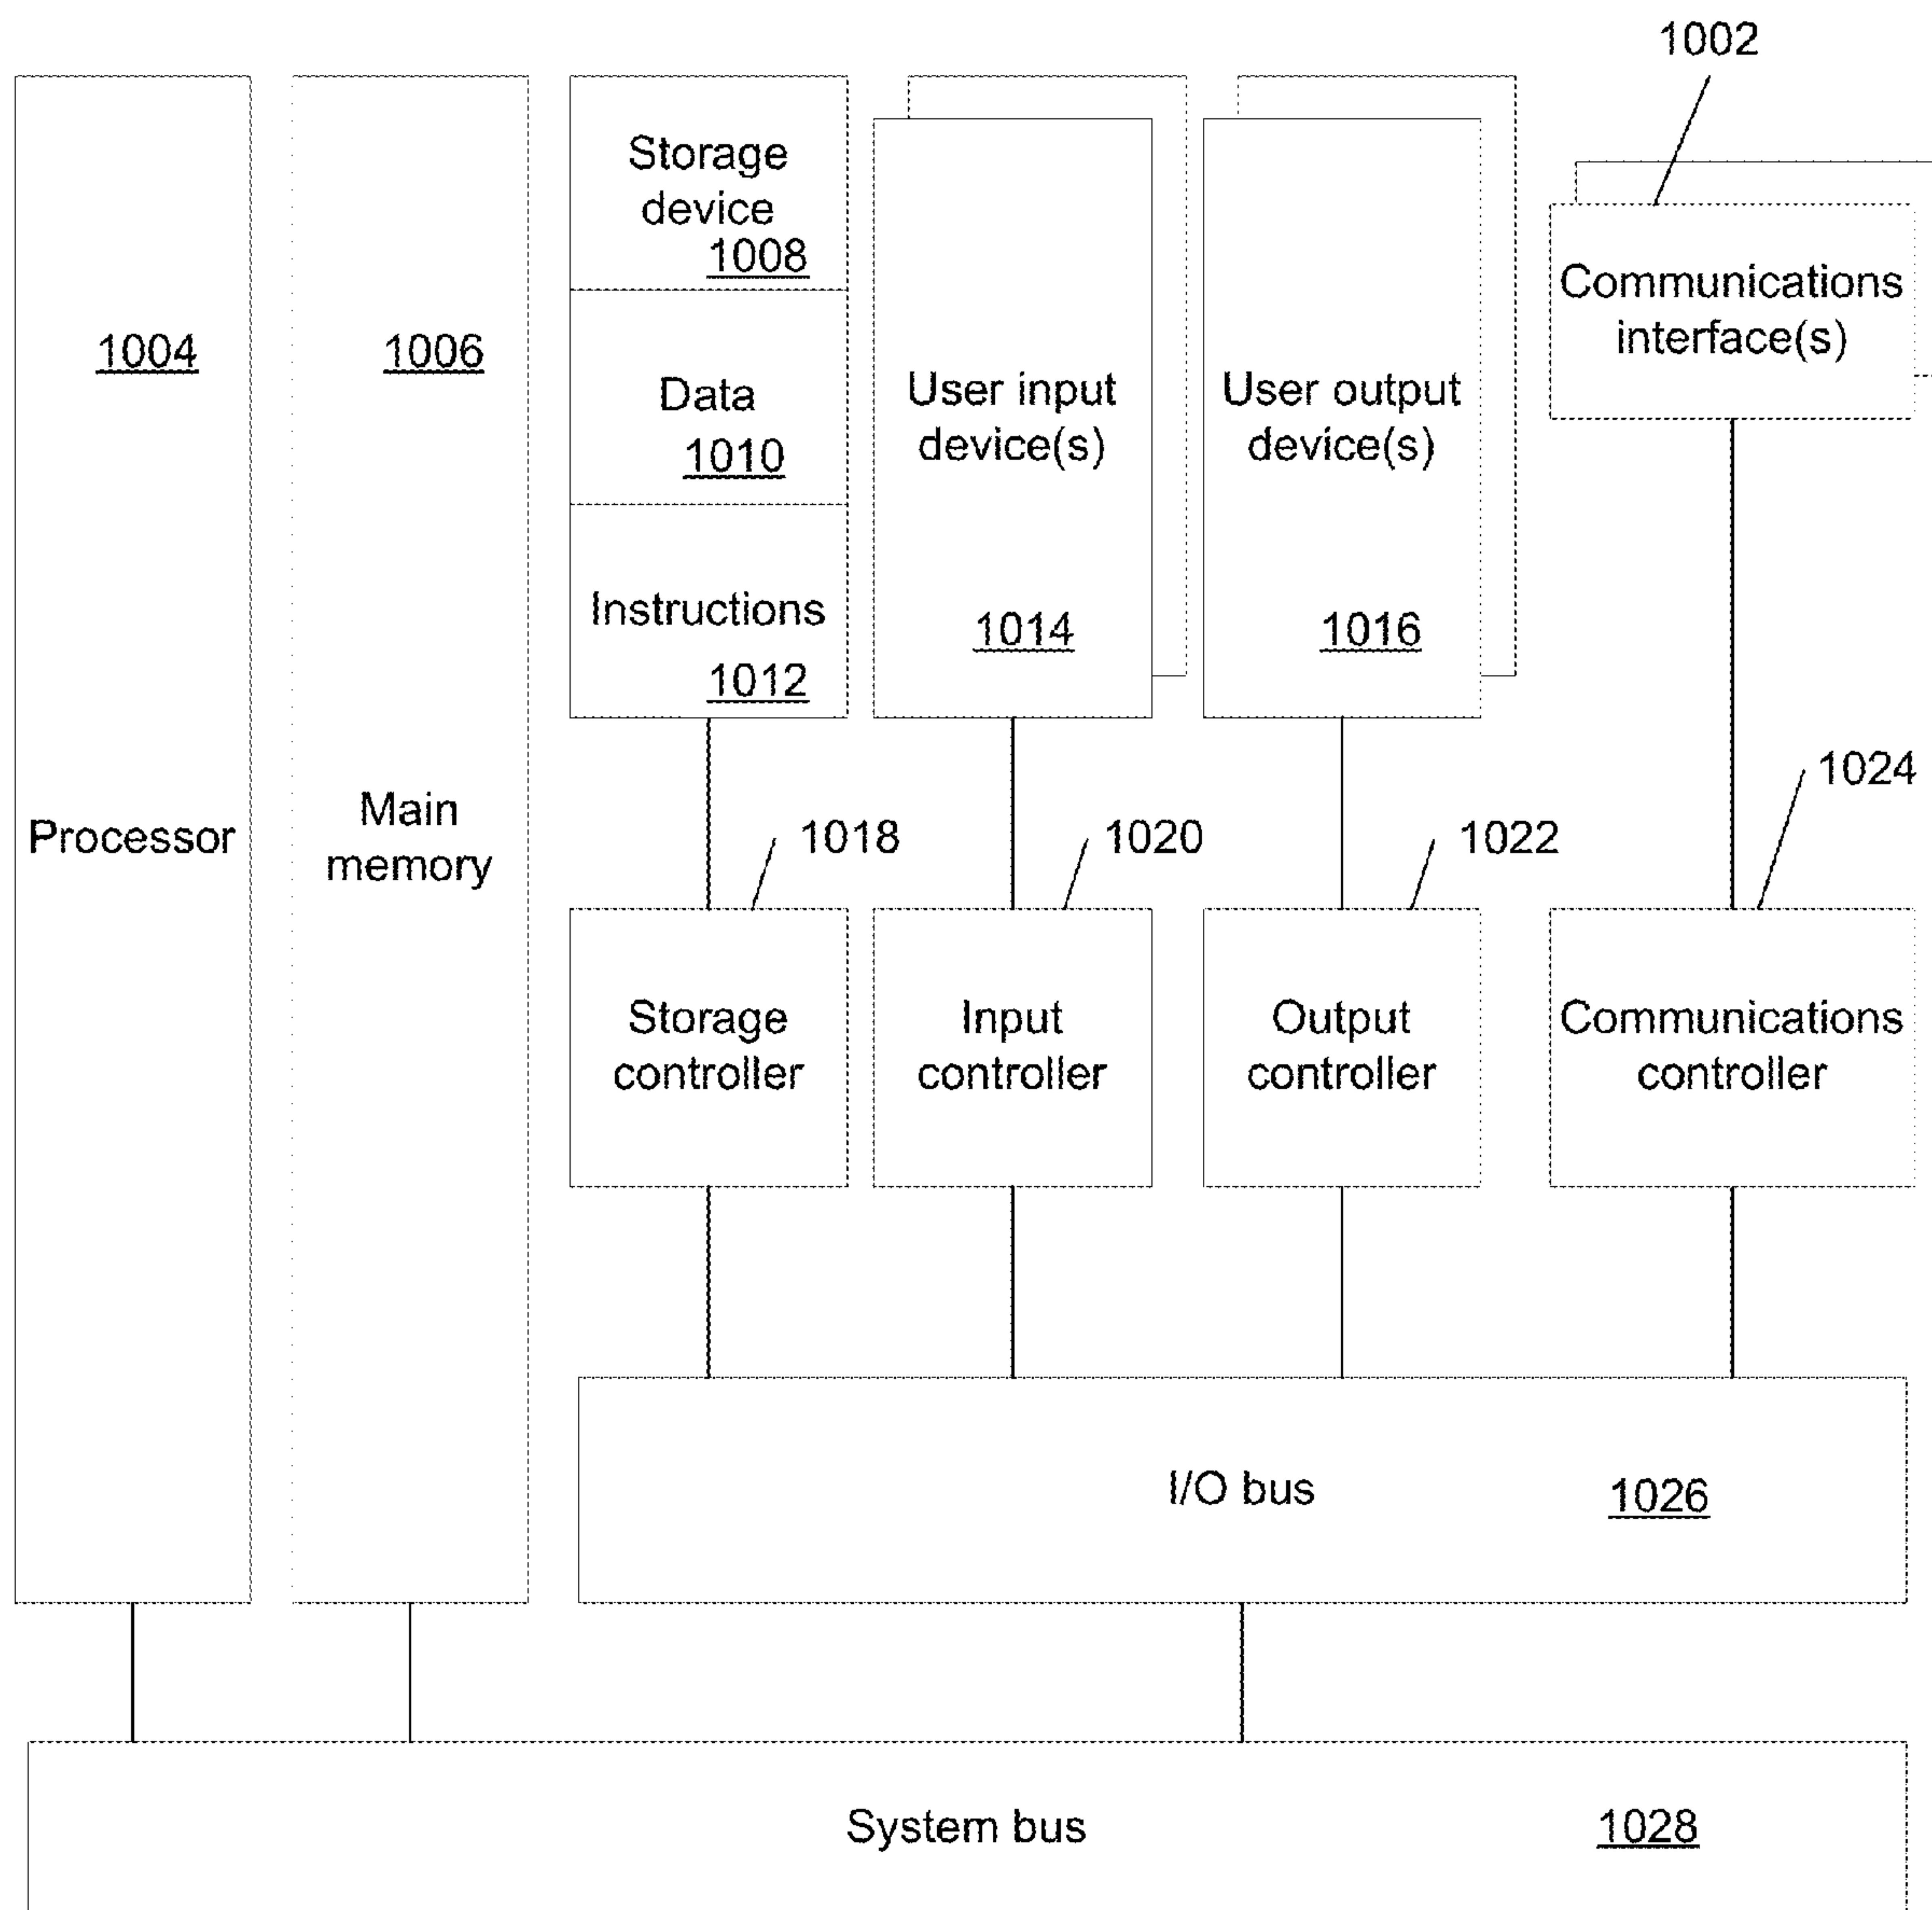 1002
Storage
device
1008
Communications
interface(s)
1004
1006
Data
1010
User input
device(s)
User output
device(s)
Instructions
1012
1014
1016
Processor
Main
memory
1018
1020
1022
1024
Storage
controller
Input
controller
Output
controller
Communications
controller
I/O bus
1026
System bus
1028